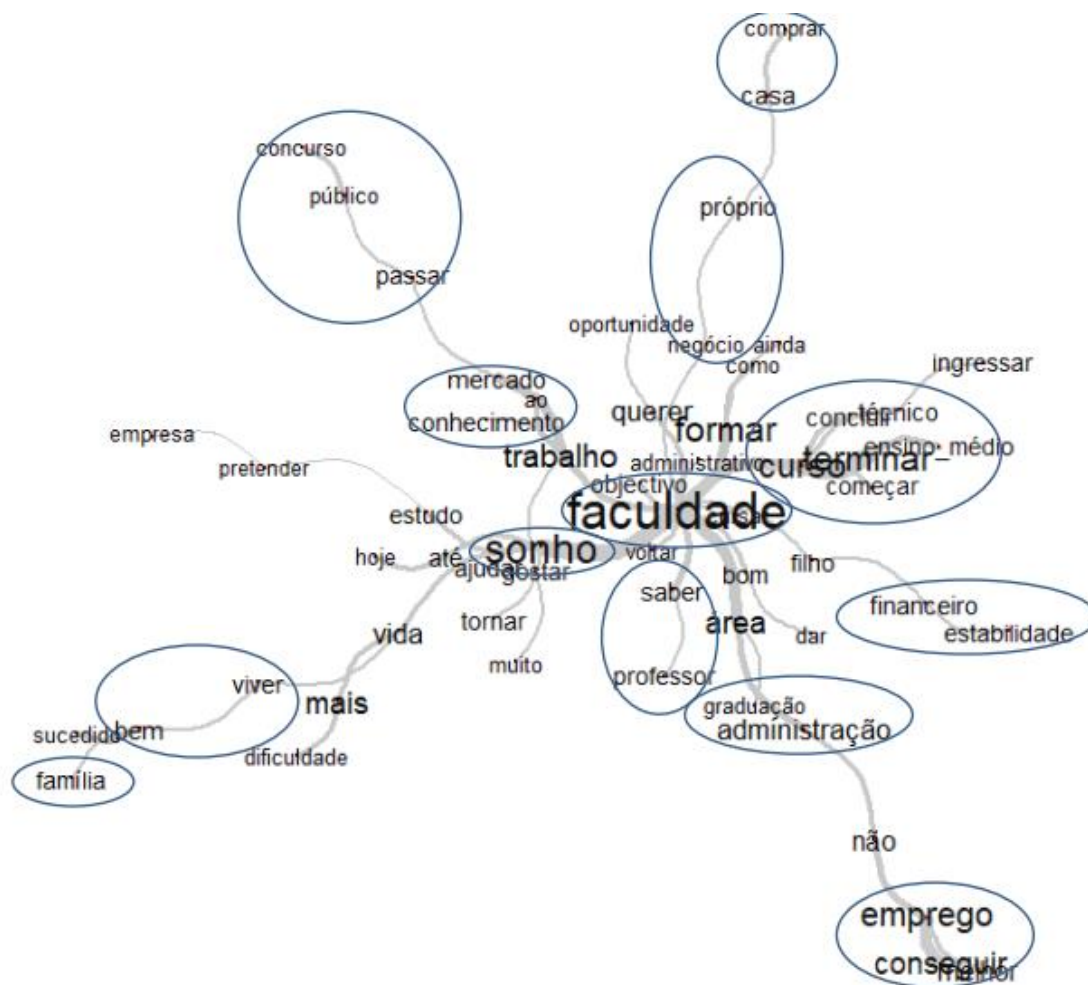 comprar
casa
concurso
público
próprio
passar
oportunidade
negócio ainda
como
ingressar
mercado
ao
conhecimento
querer
formar
concluir
técnico
ensino_médio
empresa
pretender
trabalho
administrativo
curso
terminar
objectivo
começar
faculdade
estudo
sonho
voltar
hoje
até
ajudar
gostar
bom
filho
saber
financeiro
tornar
vida
área
dar
estabilidade
muito
professor
viver
mais
graduação
administração
sucedido
bem
dificuldade
família
não
emprego
conseguir
melhor